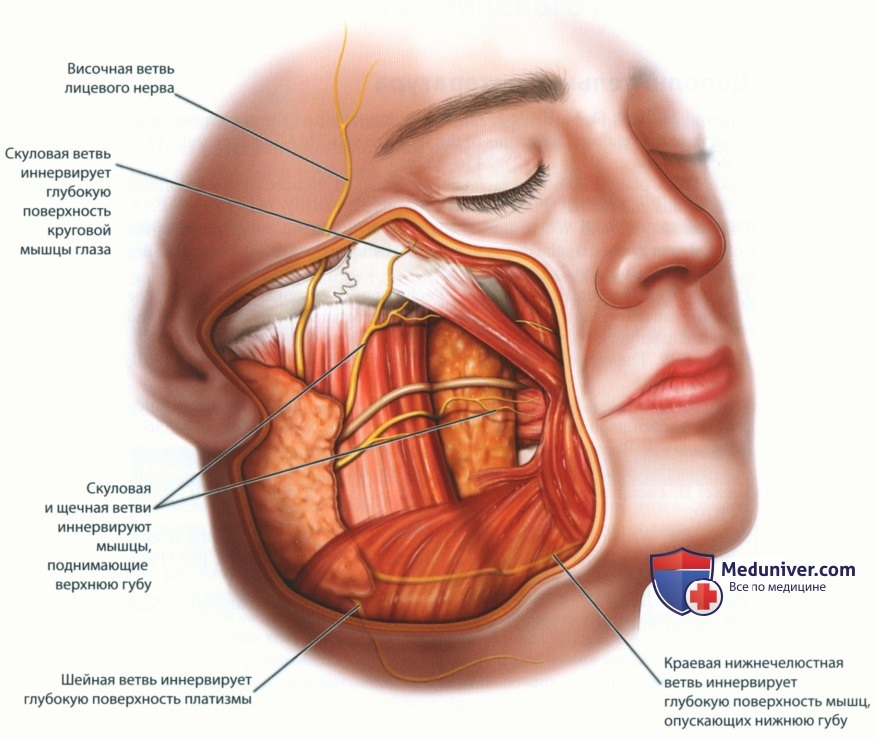 Височная ветвь
лицевого нерва
Скуловая ветвь
иннервирует
глубокую
поверхность
круговой
мышцы глаза
Скуловая
и щечная ветви
иннервируют
мышцы,
поднимающие
верхнюю губу
Шейная ветвь иннервирует
глубокую поверхность платизмы
Meduniver.com
Все по медицине
Краевая нижнечелюстная
ветвь иннервирует
глубокую поверхность мышц,
опускающих нижнюю губу